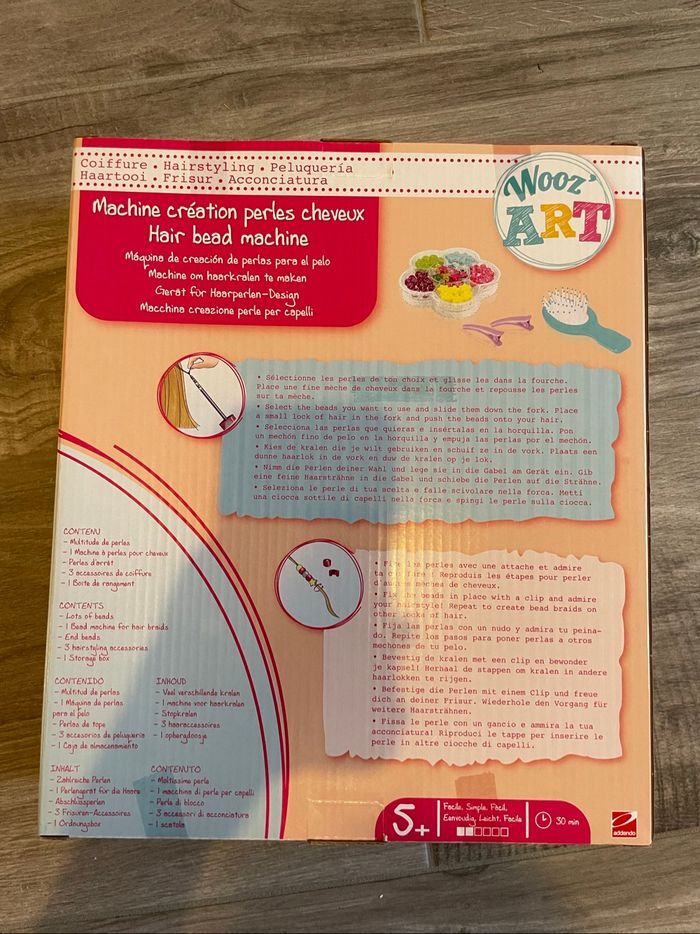 Coiffure • Hairstyling • Peluquería
Haartooi • Frisur • Acconciatura
Wooz'
ART
Machine création perles cheveux
Hair bead machine
Máquina de creación de perlas para el pelo
Machine om haarkralen te maken
Gerät für Haarperlen-Design
Macchina creazione perle per capelli
• Sélectionne les perles de ton choix et glisse les dans la fourche.
Place une fine mèche de cheveux dans la fourche et repousse les perles
sur ta mèche.
• Select the beads you want to use and slide them down the fork. Place
a small lock of hair in the fork and push the beads onto your hair.
• Selecciona las perlas que quieras e insértalas en la horquilla. Pon
un mechón fino de pelo en la horquilla y empuja las perlas por el mechón.
• Kies de kralen die je wilt gebruiken en schuif ze in de vork. Plaats een
dunne haarlok in de vork en duw de kralen op je lok.
• Nimm die Perlen deiner Wahl und lege sie in die Gabel am Gerät ein. Gib
eine feine Haarsträhne in die Gabel und schiebe die Perlen auf die Strähne.
• Seleziona le perle di tua scelta e falle scivolare nella forca. Metti
una ciocca sottile di capelli nella forca e spingi le perle sulla ciocca.
• Fixe les perles avec une attache et admire
ta coiffure ! Reproduis les étapes pour perler
d'autres mèches de cheveux.
• Fix the beads in place with a clip and admire
your hairstyle! Repeat to create bead braids on
other locks of hair.
• Fija las perlas con un nudo y admira tu peina-
do. Repite los pasos para poner perlas a otros
mechones de tu pelo.
• Bevestig de kralen met een clip en bewonder
je kapsel! Herhaal de stappen om kralen in andere
haarlokken te rijgen.
• Befestige die Perlen mit einem Clip und freue
dich an deiner Frisur. Wiederhole den Vorgang für
weitere Haarsträhnen.
• Fissa le perle con un gancio e ammira la tua
acconciatura! Riproduci le tappe per inserire le
perle in altre ciocche di capelli.
CONTENU
- Multitude de perles
- 1 Machine à perles pour cheveux
- Perles d'arrêt
- 3 accessoires de coiffure
- 1 Boîte de rangement
CONTENTS
- Lots of beads
- 1 Bead machine for hair braids
- End beads
- 3 hairstyling accessories
- 1 Storage box
CONTENIDO
- Multitud de perlas
- 1 Máquina de perlas
para el pelo
- Perlas de tope
- 3 accesorios de peluquería
- 1 Caja de almacenamiento
INHOUD
- Veel verschillende kralen
- 1 machine voor haarkralen
- Stopkralen
- 3 haaraccessoires
- 1 opbergdoosje
INHALT
- Zahlreiche Perlen
- 1 Perlengerät für die Haare
- Abschlussperlen
- 3 Frisuren-Accessoires
- 1 Ordnungsbox
CONTENUTO
- Moltissime perle
- 1 macchina di perle per capelli
- Perle di blocco
- 3 accessori di acconciatura
- 1 scatola
5+
Facile. Simple. Fácil.
Eenvoudig. Leicht. Facile
30 min
addendo